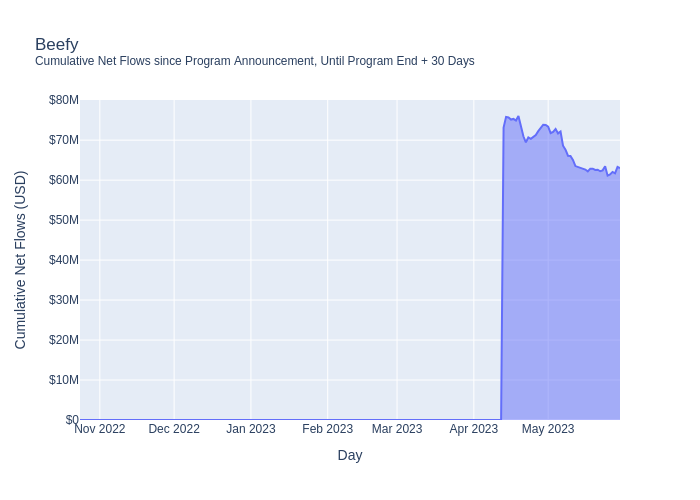 Beefy
Cumulative Net Flows since Program Announcement, Until Program End + 30 Days
Cumulative Net Flows (USD)
$80M
$70M
$60M
$50M
$40M
$30M
$20M
$10M
$0
Nov 2022 Dec 2022 Jan 2023 Feb 2023 Mar 2023 Apr 2023 May 2023
Day